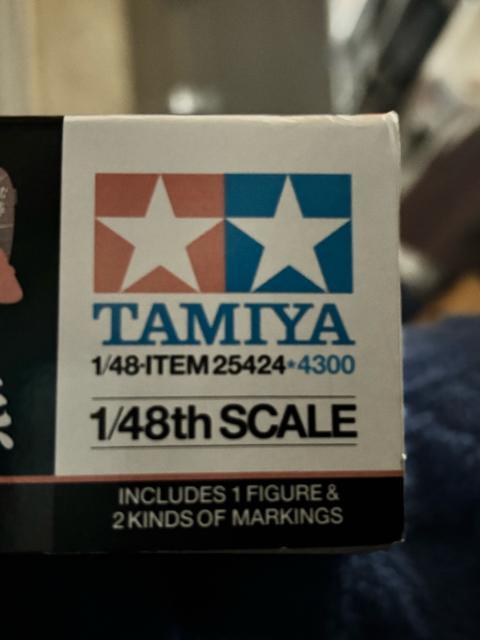 TAMIYA
1/48•ITEM 25424★4300
1/48th SCALE
INCLUDES 1 FIGURE &
2 KINDS OF MARKINGS